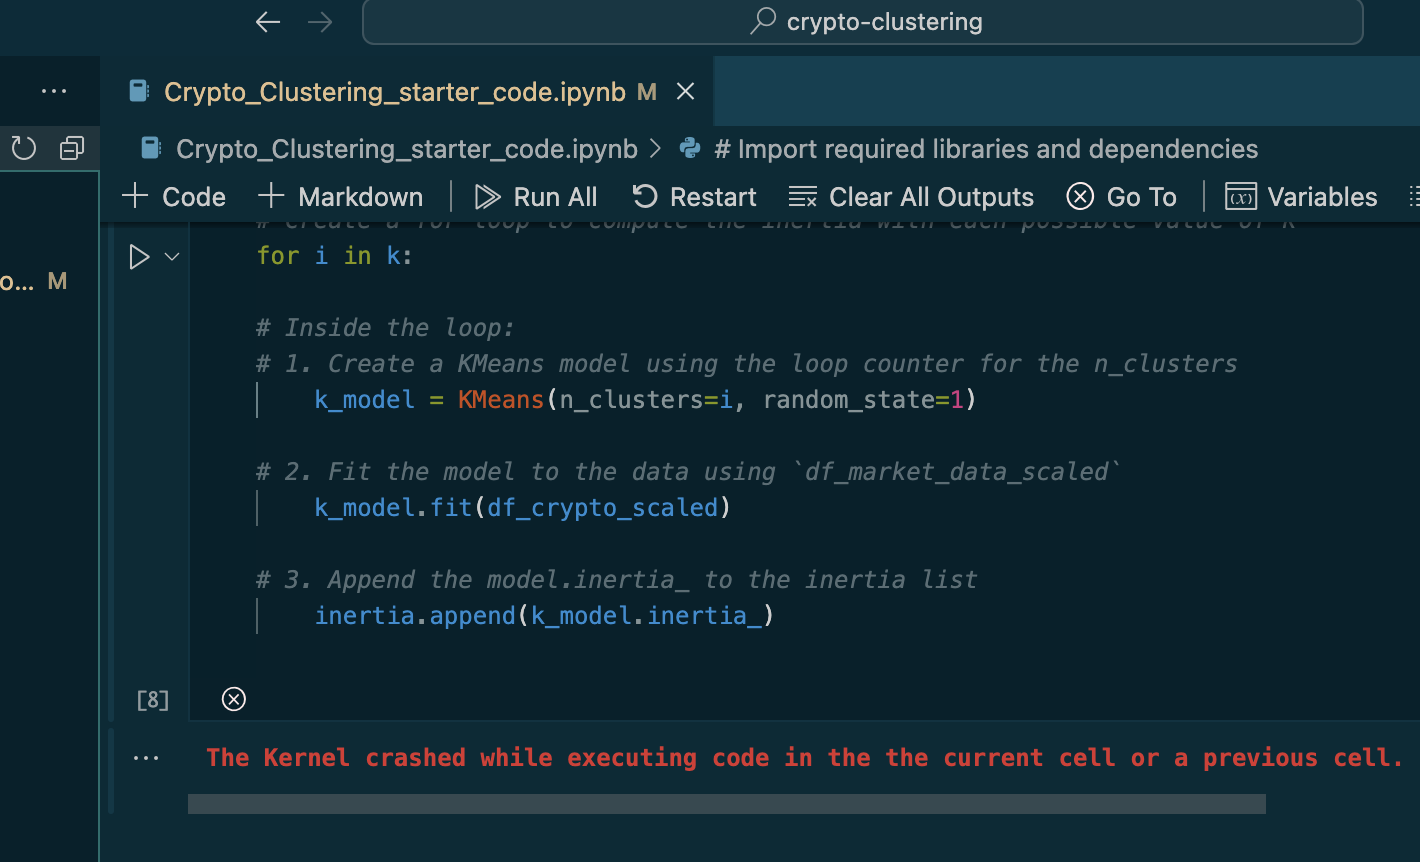 crypto-clustering
... Crypto_Clustering_starter_code.ipynb M
Crypto_Clustering_starter_code.ipynb > # Import required libraries and dependencies
+ Code + Markdown | Run All Restart Clear All Outputs Go To | Variables
# Create a for loop to compute the inertia with each possible value of k
for i in k:
o... M
# Inside the loop:
# 1. Create a KMeans model using the loop counter for the n_clusters
k_model = KMeans(n_clusters=i, random_state=1)
# 2. Fit the model to the data using `df_market_data_scaled`
k_model.fit(df_crypto_scaled)
# 3. Append the model.inertia_ to the inertia list
inertia.append(k_model.inertia_)
[8]
... The Kernel crashed while executing code in the the current cell or a previous cell.